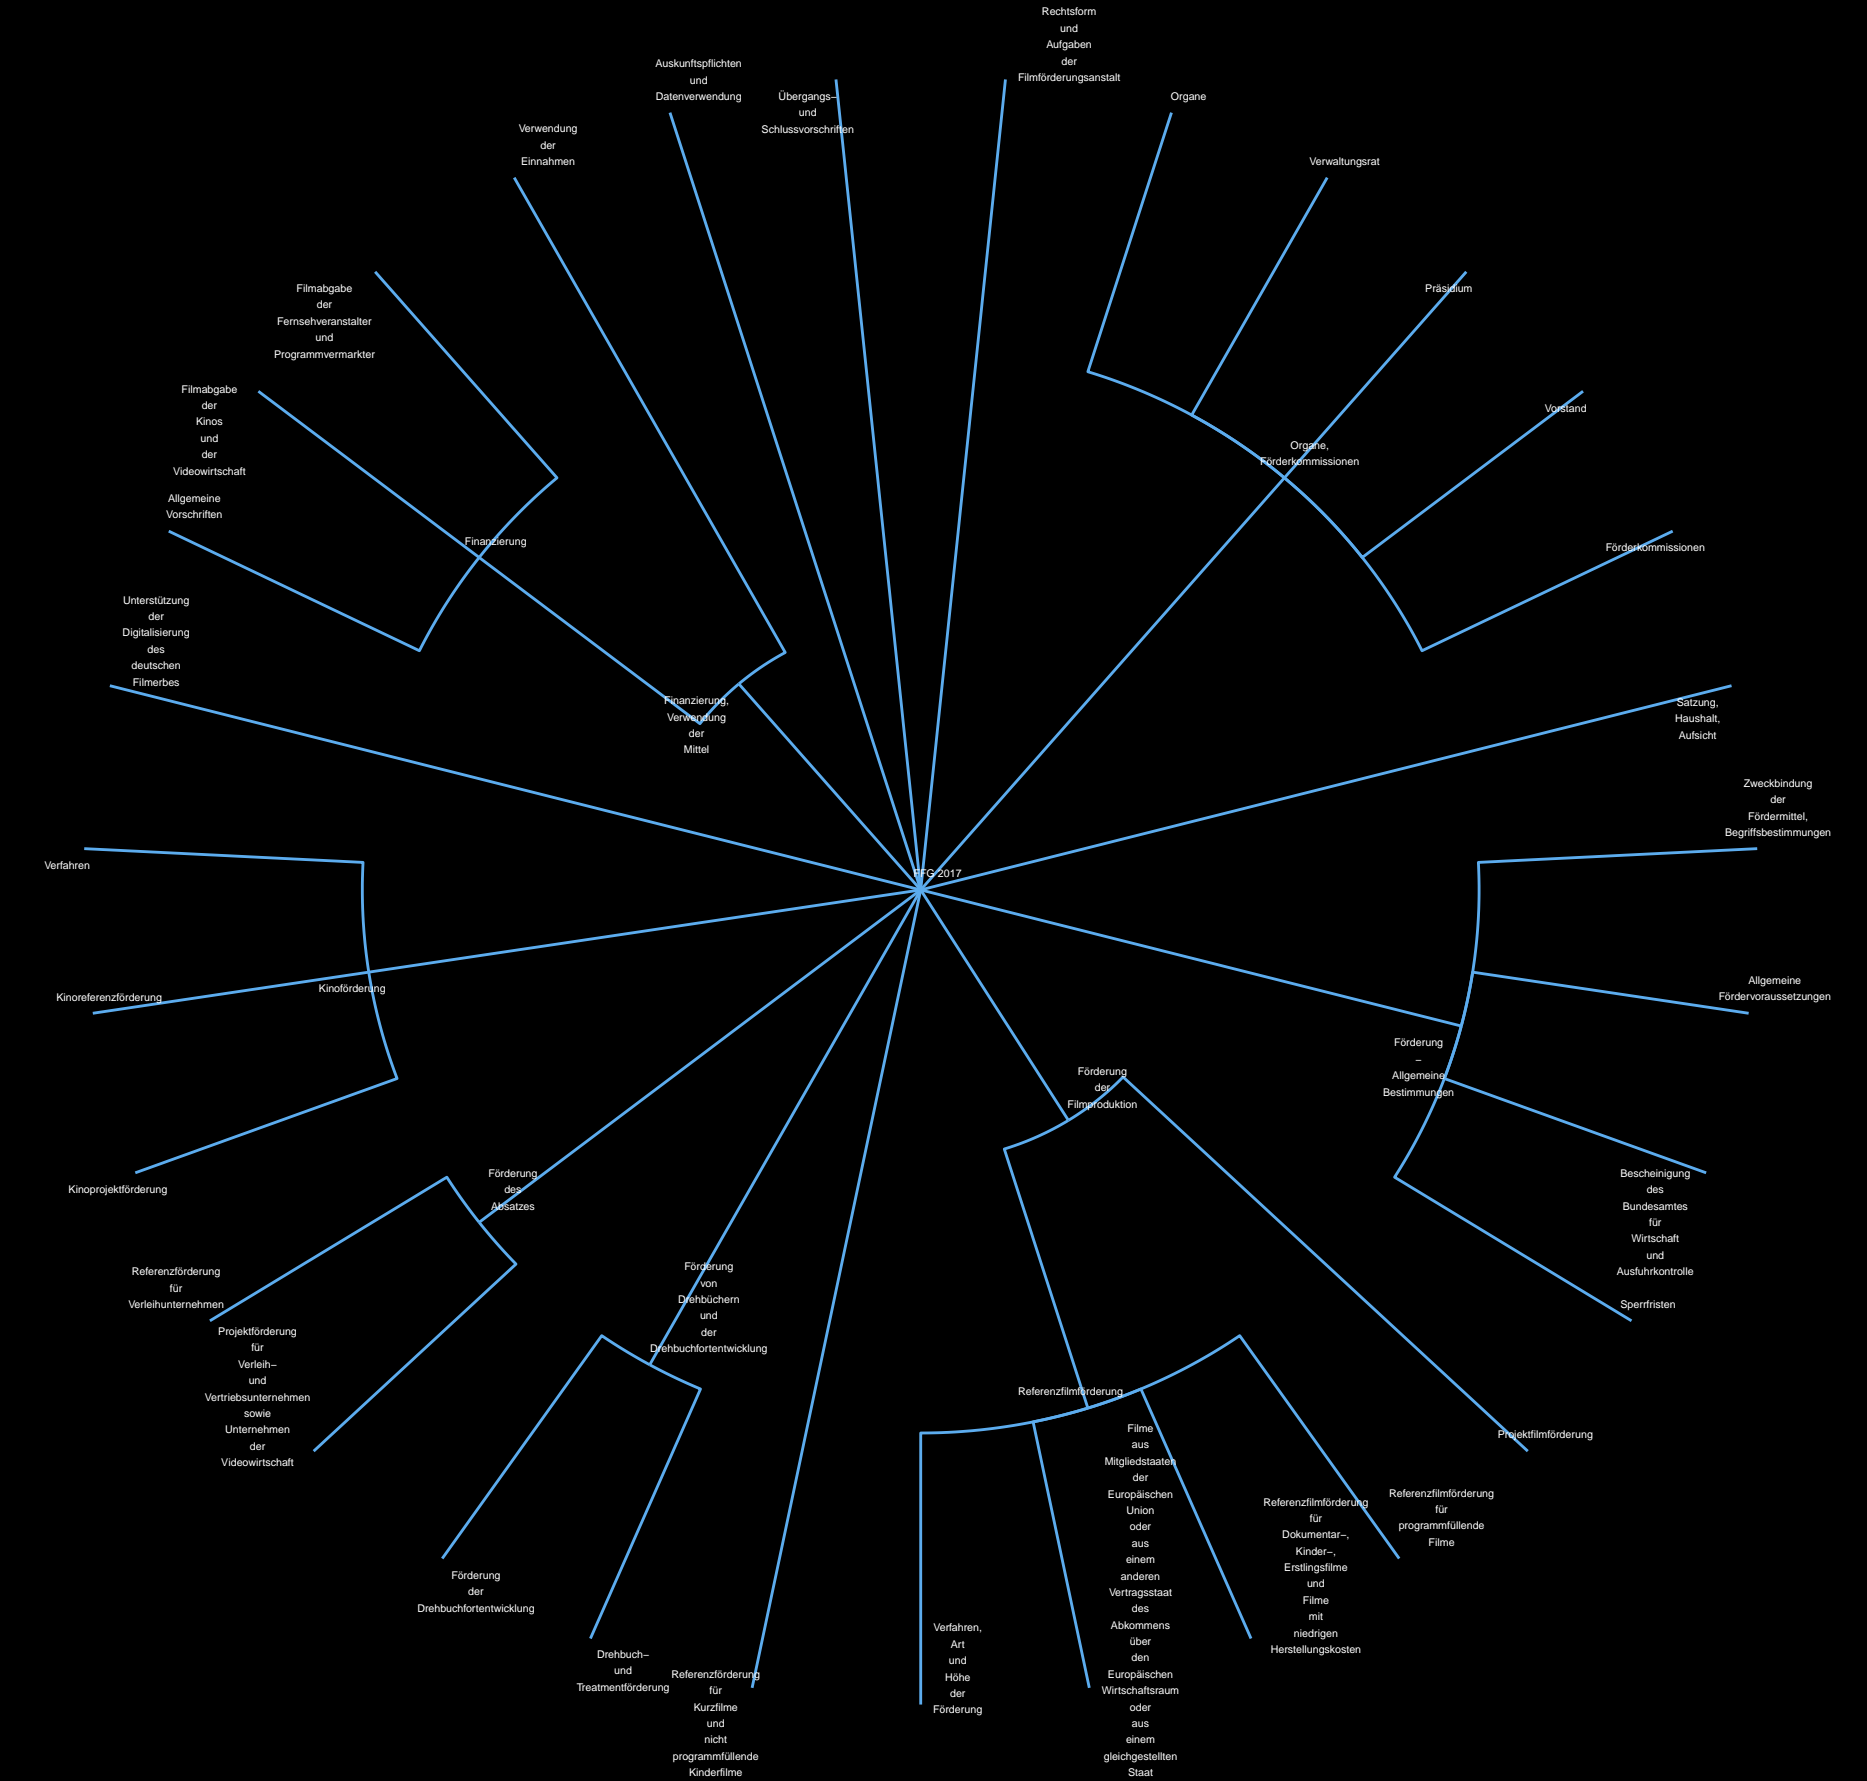 Rechtsform
und
Aufgaben
der
Filmförderungsanstalt
Auskunftspflichten
und
Datenverwendung
Übergangs–
und
Schlussvorschriften
Organe
Verwendung
der
Einnahmen
Verwaltungsrat
Präsidium
Filmabgabe
der
Fernsehveranstalter
und
Programmvermarkter
Filmabgabe
der
Kinos
und
der
Videowirtschaft
Vorstand
Organe,
Förderkommissionen
Allgemeine
Vorschriften
Finanzierung
Förderkommissionen
Unterstützung
der
Digitalisierung
des
deutschen
Filmerbes
Finanzierung,
Verwendung
der
Mittel
Satzung,
Haushalt,
Aufsicht
Zweckbindung
der
Fördermittel,
Begriffsbestimmungen
Verfahren
FFG 2017
Kinoreferenzförderung
Kinoförderung
Allgemeine
Fördervoraussetzungen
Förderung
–
Allgemeine
Bestimmungen
Förderung
der
Filmproduktion
Kinoprojektförderung
Förderung
des
Absatzes
Bescheinigung
des
Bundesamtes
für
Wirtschaft
und
Ausfuhrkontrolle
Sperrfristen
Referenzförderung
für
Verleihunternehmen
Förderung
von
Drehbüchern
und
der
Drehbuchfortentwicklung
Projektförderung
für
Verleih–
und
Vertriebsunternehmen
sowie
Unternehmen
der
Videowirtschaft
Referenzfilmförderung
Projektfilmförderung
Filme
aus
Mitgliedstaaten
der
Europäischen
Union
oder
aus
einem
anderen
Vertragsstaat
des
Abkommens
über
den
Europäischen
Wirtschaftsraum
oder
aus
einem
gleichgestellten
Staat
Referenzfilmförderung
für
Dokumentar–,
Kinder–,
Erstlingsfilme
und
Filme
mit
niedrigen
Herstellungskosten
Referenzfilmförderung
für
programmfüllende
Filme
Förderung
der
Drehbuchfortentwicklung
Drehbuch–
und
Treatmentförderung
Referenzförderung
für
Kurzfilme
und
nicht
programmfüllende
Kinderfilme
Verfahren,
Art
und
Höhe
der
Förderung